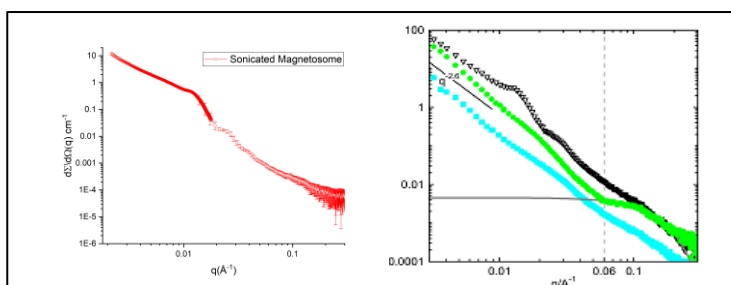 10
1
0.1
0.01
0.001
1E-4
1E-5
1E-6
0.01
0.1
dΣ\dΩ(q) cm⁻¹
q(Å⁻¹)
Sonicated Magnetosome
100
1
0.01
0.0001
q⁻²·⁶
0.01
0.06
0.1
q/Å⁻¹